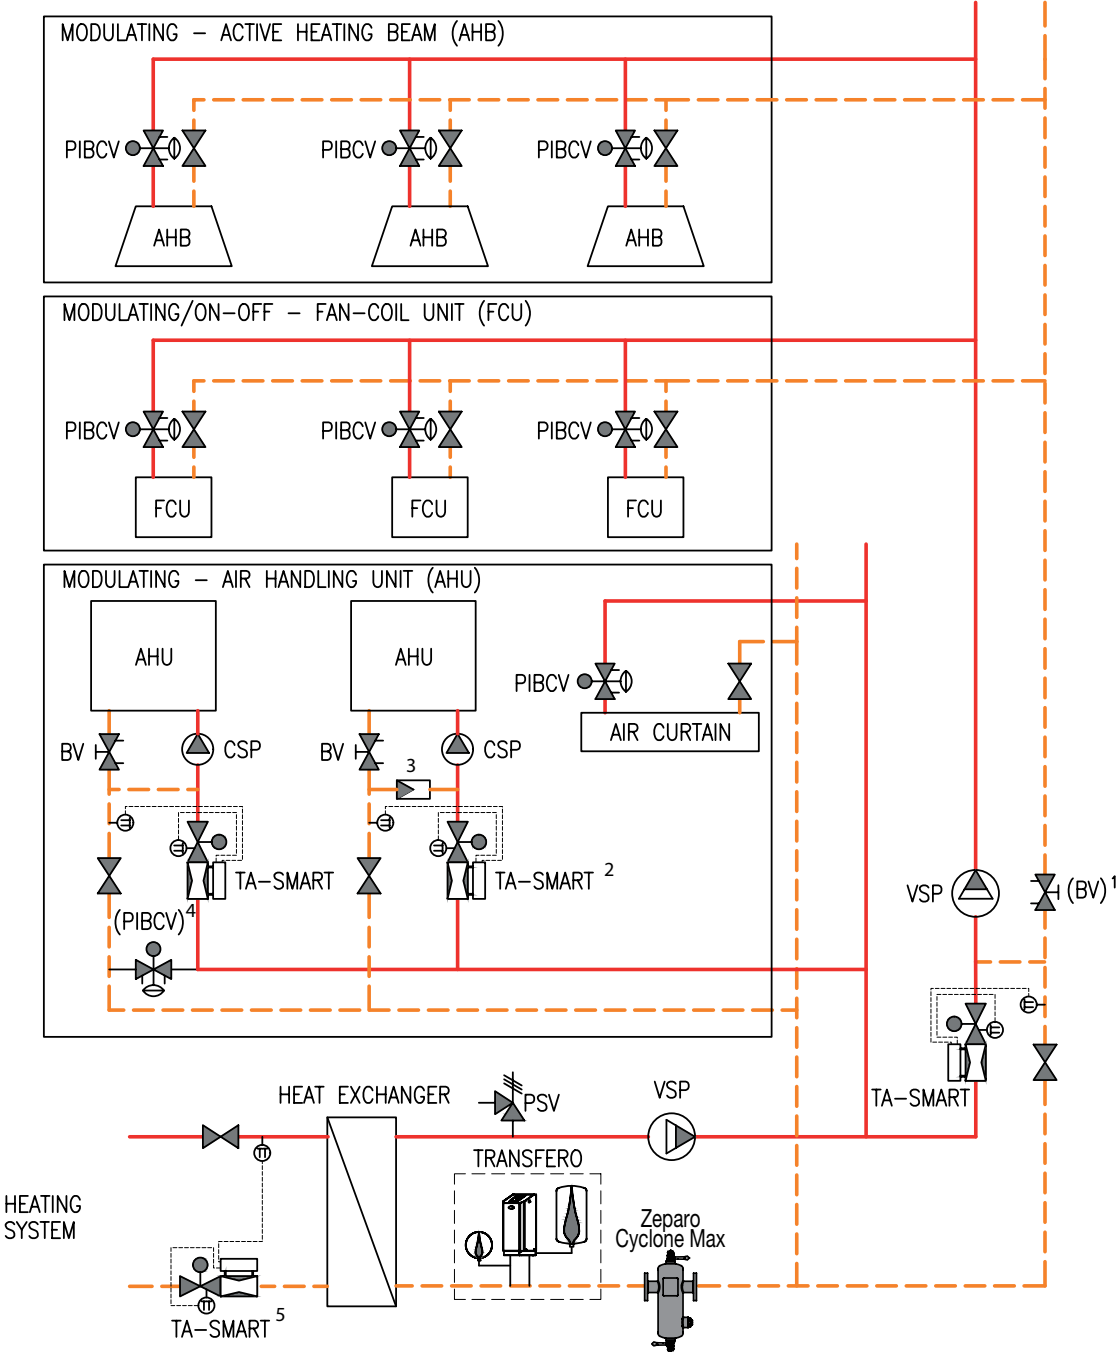 MODULATING – ACTIVE HEATING BEAM (AHB)
PIBCV
PIBCV
PIBCV
AHB
AHB
AHB
MODULATING/ON-OFF – FAN-COIL UNIT (FCU)
PIBCV
PIBCV
PIBCV
FCU
FCU
FCU
MODULATING – AIR HANDLING UNIT (AHU)
AHU
AHU
PIBCV
AIR CURTAIN
BV
CSP
BV
CSP
3
TA-SMART
TA-SMART 2
(PIBCV) 4
VSP
(BV) 1
TA-SMART
HEAT EXCHANGER
PSV
VSP
TRANSFERO
HEATING
SYSTEM
Zeparo
Cyclone Max
TA-SMART 5